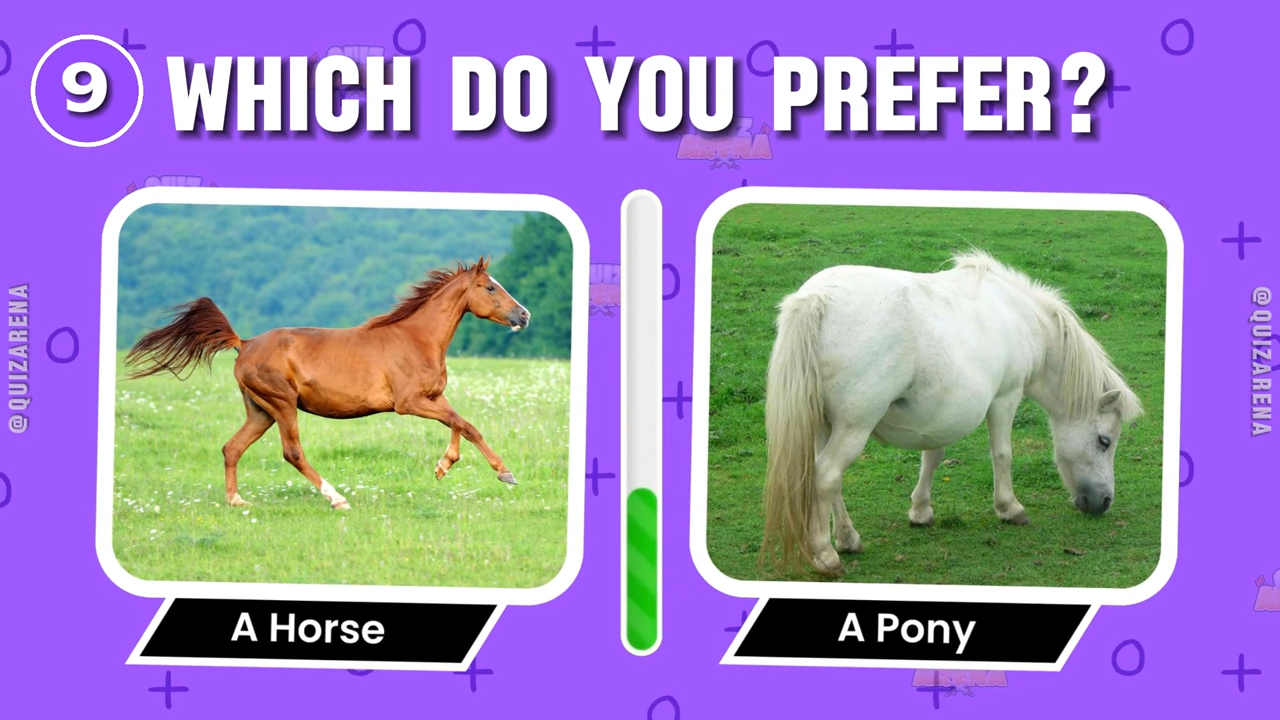 9
WHICH DO YOU PREFER?
@QUIZARENA
@QUIZARENA
A Horse
A Pony